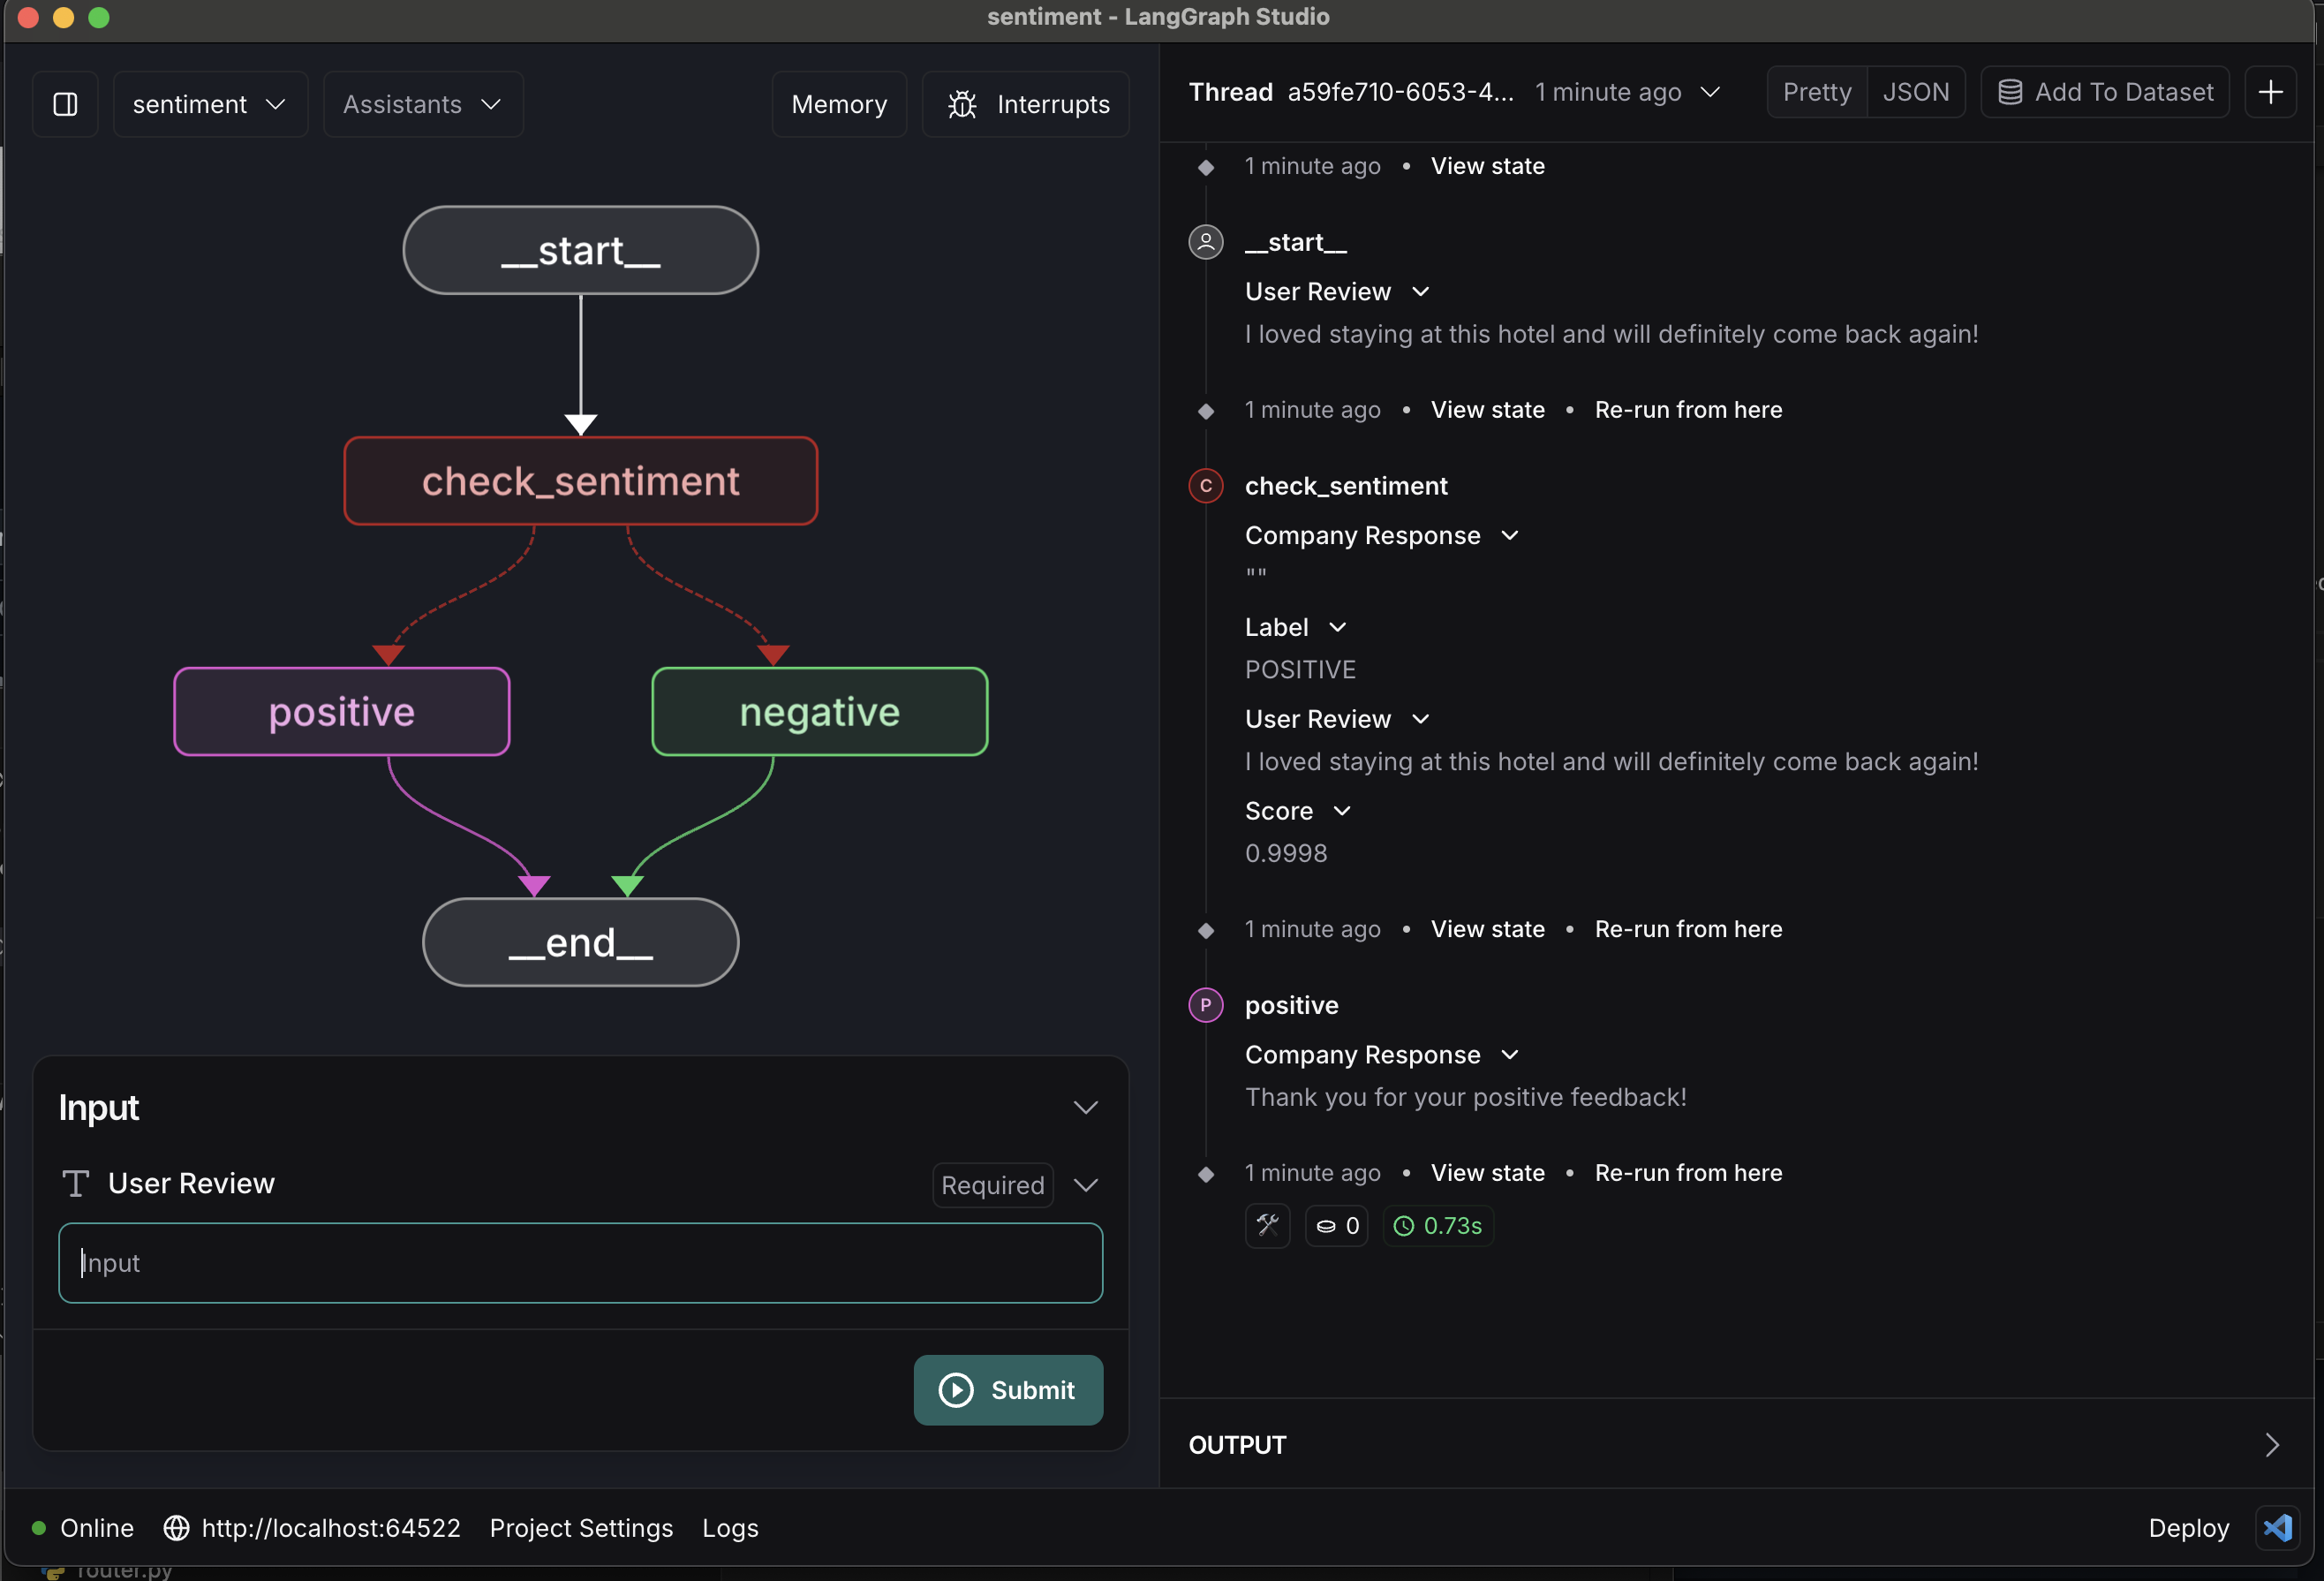 sentiment - LangGraph Studio
sentiment
Assistants
Memory
Interrupts
__start__
check_sentiment
positive
negative
__end__
Input
User Review
Required
Input
Submit
Thread a59fe710-6053-4... 1 minute ago
Pretty
JSON
Add To Dataset
1 minute ago • View state
__start__
User Review
I loved staying at this hotel and will definitely come back again!
1 minute ago • View state • Re-run from here
C check_sentiment
Company Response
""
Label
POSITIVE
User Review
I loved staying at this hotel and will definitely come back again!
Score
0.9998
1 minute ago • View state • Re-run from here
P positive
Company Response
Thank you for your positive feedback!
1 minute ago • View state • Re-run from here
0
0.73s
OUTPUT
Online
http://localhost:64522
Project Settings
Logs
Deploy
router.py